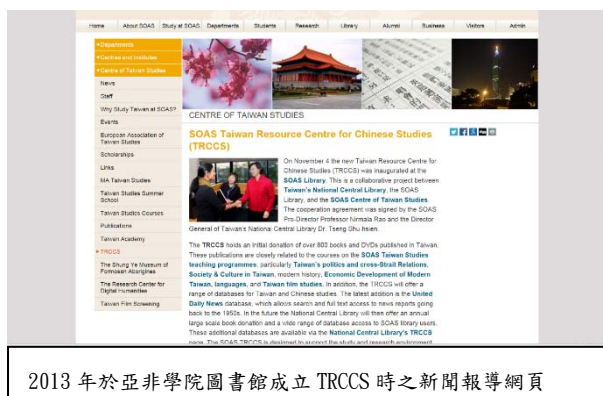 Home About SOAS Study at SOAS Departments Students Research Library Alumni Business Visitors Admin
Departments
Centres and Institutes
Centre of Taiwan Studies
News
Staff
Why Study Taiwan at SOAS?
Events
European Association of
Taiwan Studies
Scholarships
Links
MA Taiwan Studies
Taiwan Studies Summer
School
Taiwan Studies Courses
Publications
Taiwan Academy
TRCCS
The Shung Ye Museum of
Formosan Aborigines
The Research Center for
Digital Humanities
Taiwan Film Screening
CENTRE OF TAIWAN STUDIES
SOAS Taiwan Resource Centre for Chinese Studies
(TRCCS)
On November 4 the new Taiwan Resource Centre for
Chinese Studies (TRCCS) was inaugurated at the
SOAS Library. This is a collaborative project between
Taiwan's National Central Library, the SOAS
Library, and the SOAS Centre of Taiwan Studies.
The cooperation agreement was signed by the SOAS
Pro-Director Professor Nirmala Rao and the Director
General of Taiwan's National Central Library Dr. Tseng Shu hsien.
The TRCCS holds an initial donation of over 800 books and DVDs published in Taiwan.
These publications are closely related to the courses on the SOAS Taiwan Studies
teaching programmes, particularly Taiwan's politics and cross-Strait Relations,
Society & Culture in Taiwan, modern history, Economic Development of Modern
Taiwan, languages, and Taiwan film studies. In addition, the TRCCS will offer a
range of databases for Taiwan and Chinese studies. The latest addition is the United
Daily News database, which allows search and full text access to news reports going
back to the 1950s. In the future the National Central Library will then offer an annual
large scale book donation and a wide range of database access to SOAS library users.
These additional databases are available via the National Central Library's TRCCS
page. The SOAS TRCCS is designed to support the study and research environment
2013 年於亞非學院圖書館成立 TRCCS 時之新聞報導網頁